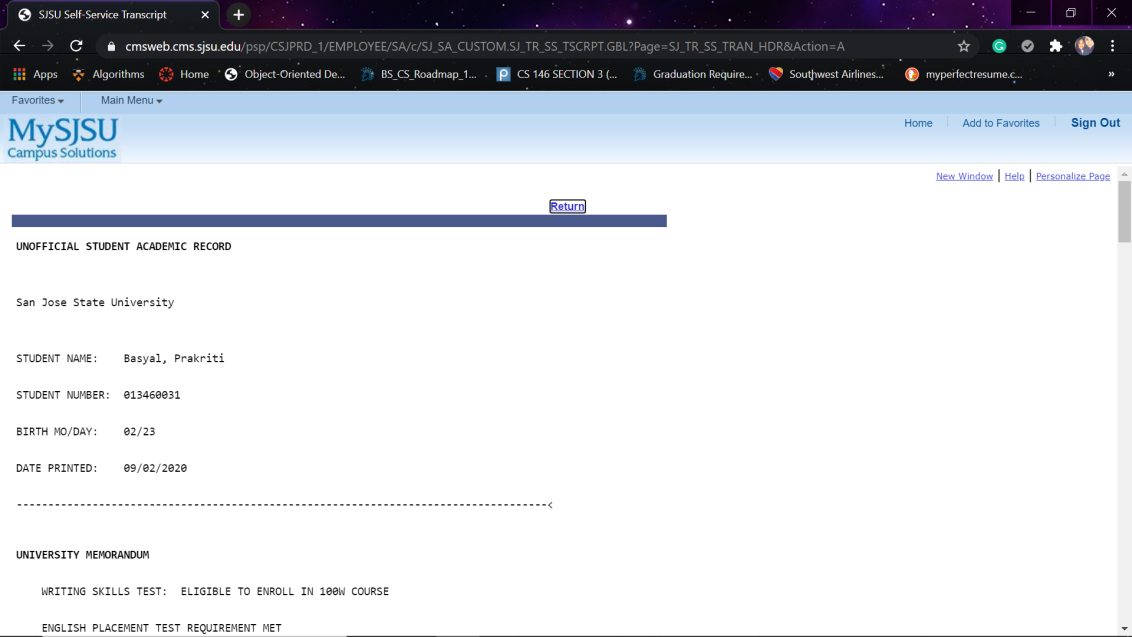 SJSU Self-Service Transcript
cmsweb.cms.sjsu.edu/psp/CSJPRD_1/EMPLOYEE/SA/c/SJ_SA_CUSTOM.SJ_TR_SS_TSCRPT.GBL?Page=SJ_TR_SS_TRAN_HDR&Action=A
Apps Algorithms Home Object-Oriented De... BS_CS_Roadmap_1... CS 146 SECTION 3 (... Graduation Require... Southwest Airlines... myperfectresume.c... »
Favorites Main Menu
MySJSU
Campus Solutions
Home Add to Favorites Sign Out
New Window | Help | Personalize Page
Return
UNOFFICIAL STUDENT ACADEMIC RECORD
San Jose State University
STUDENT NAME: Basyal, Prakriti
STUDENT NUMBER: 013460031
BIRTH MO/DAY: 02/23
DATE PRINTED: 09/02/2020
------------------------------------------------------------------------------------<
UNIVERSITY MEMORANDUM
WRITING SKILLS TEST: ELIGIBLE TO ENROLL IN 100W COURSE
ENGLISH PLACEMENT TEST REQUIREMENT MET